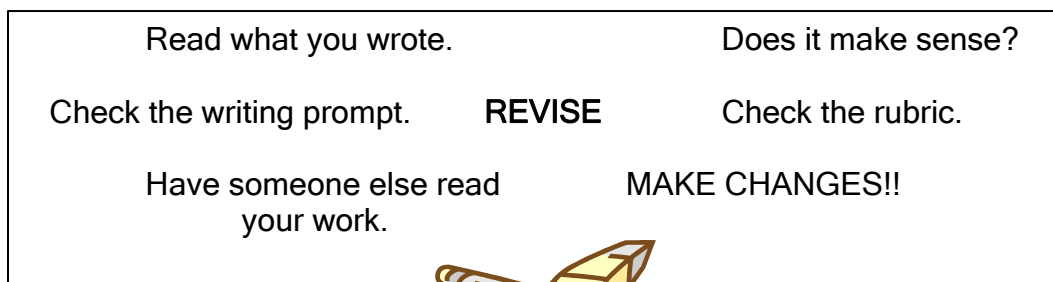 Read what you wrote.
Does it make sense?
Check the writing prompt.
REVISE
Check the rubric.
Have someone else read
your work.
MAKE CHANGES!!